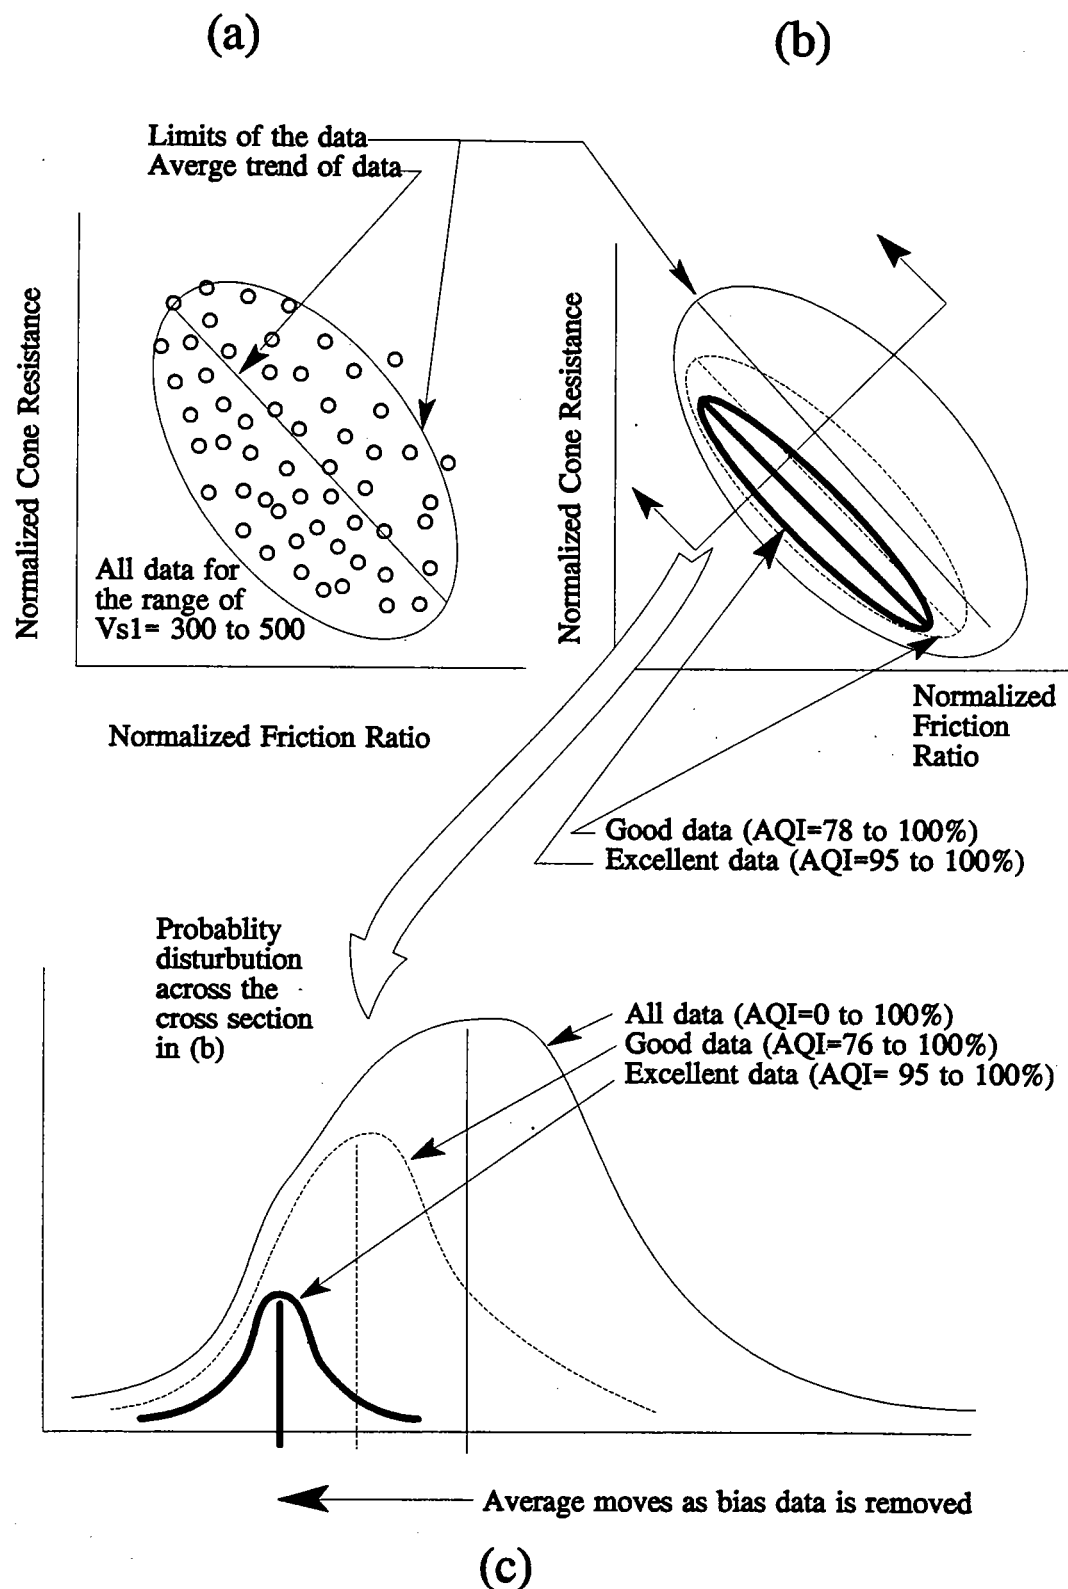 (a)
(b)
Limits of the data
Averge trend of data
Normalized Cone Resistance
All data for
the range of
Vs1= 300 to 500
Normalized Friction Ratio
Normalized Cone Resistance
Normalized
Friction
Ratio
Good data (AQI=78 to 100%)
Excellent data (AQI=95 to 100%)
Probablity
disturbution
across the
cross section
in (b)
All data (AQI=0 to 100%)
Good data (AQI=76 to 100%)
Excellent data (AQI= 95 to 100%)
Average moves as bias data is removed
(c)